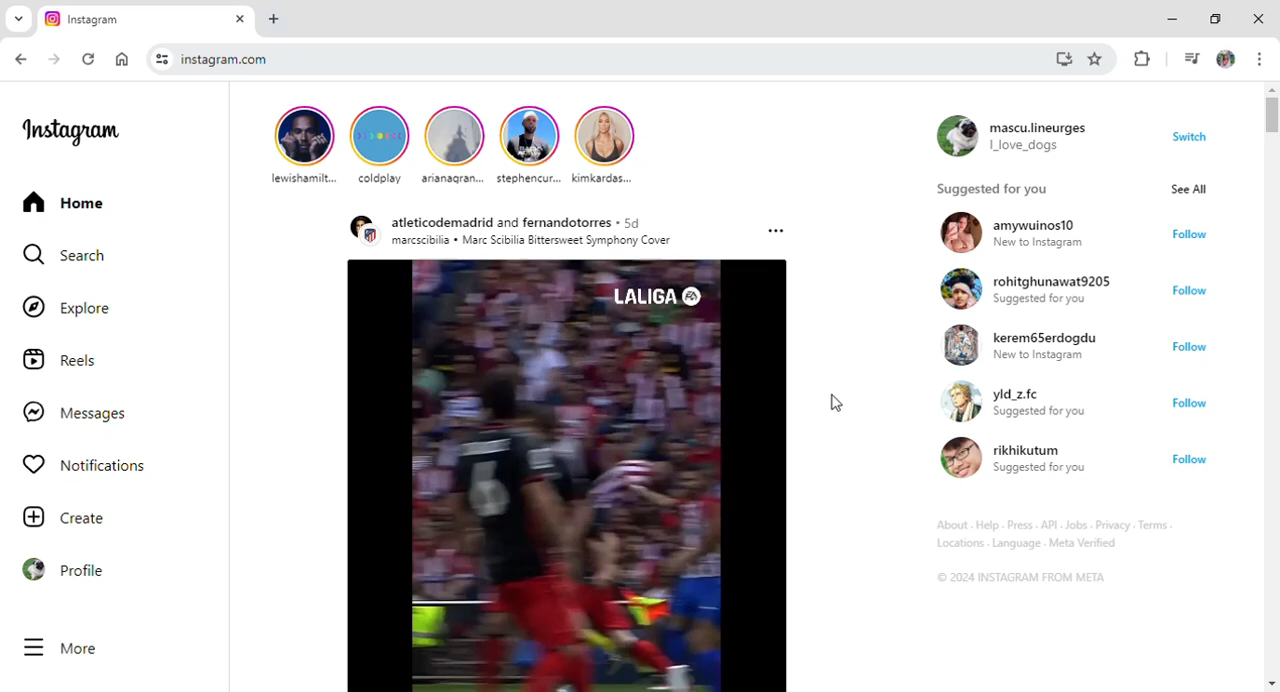 Instagram
instagram.com
Instagram
Home
Search
Explore
Reels
Messages
Notifications
Create
Profile
More
lewishamilt...
coldplay
arianagran...
stephencur...
kimkardas...
atleticodemadrid and fernandotorres • 5d
marcscibilia • Marc Scibilia Bittersweet Symphony Cover
LALIGA
6
mascu.lineurges
I_love_dogs
Switch
Suggested for you
See All
amywuinos10
New to Instagram
Follow
rohitghunawat9205
Suggested for you
Follow
kerem65erdogdu
New to Instagram
Follow
yld_z.fc
Suggested for you
Follow
rikhikutum
Suggested for you
Follow
About . Help . Press . API . Jobs . Privacy . Terms .
Locations . Language . Meta Verified
© 2024 INSTAGRAM FROM META